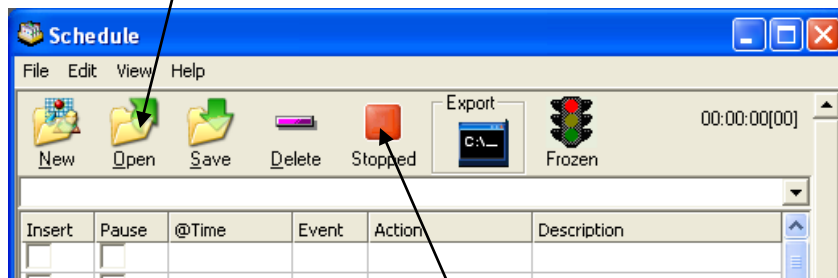 Schedule
File Edit View Help
Export
C:\_
00:00:00[00]
New Open Save Delete Stopped Frozen
Insert Pause @Time Event Action Description